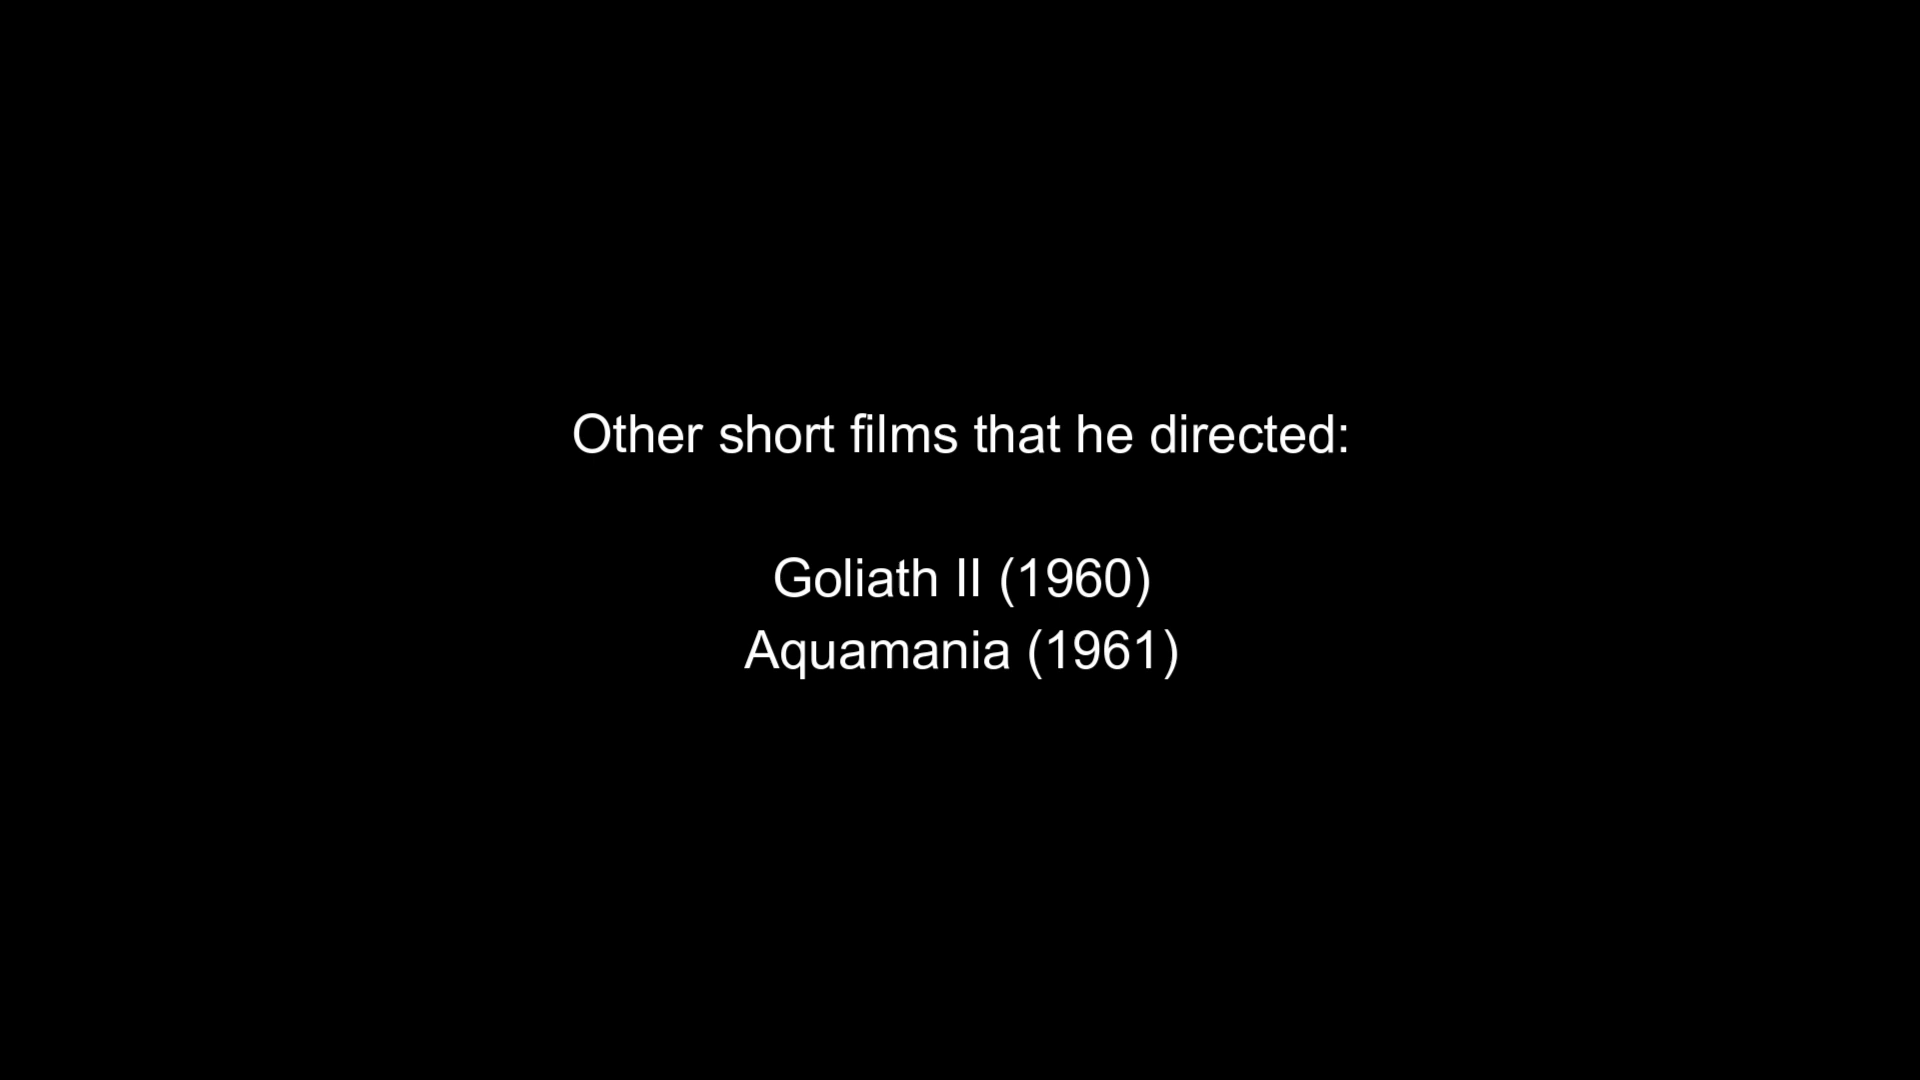 Other short films that he directed:
Goliath II (1960)
Aquamania (1961)